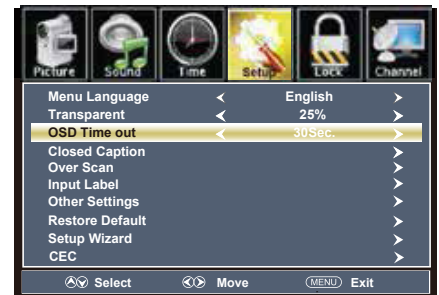 Picture Sound Time Setup Lock Channel
Menu Language English
Transparent 25%
OSD Time out 30Sec.
Closed Caption
Over Scan
Input Label
Other Settings
Restore Default
Setup Wizard
CEC
Select Move MENU Exit